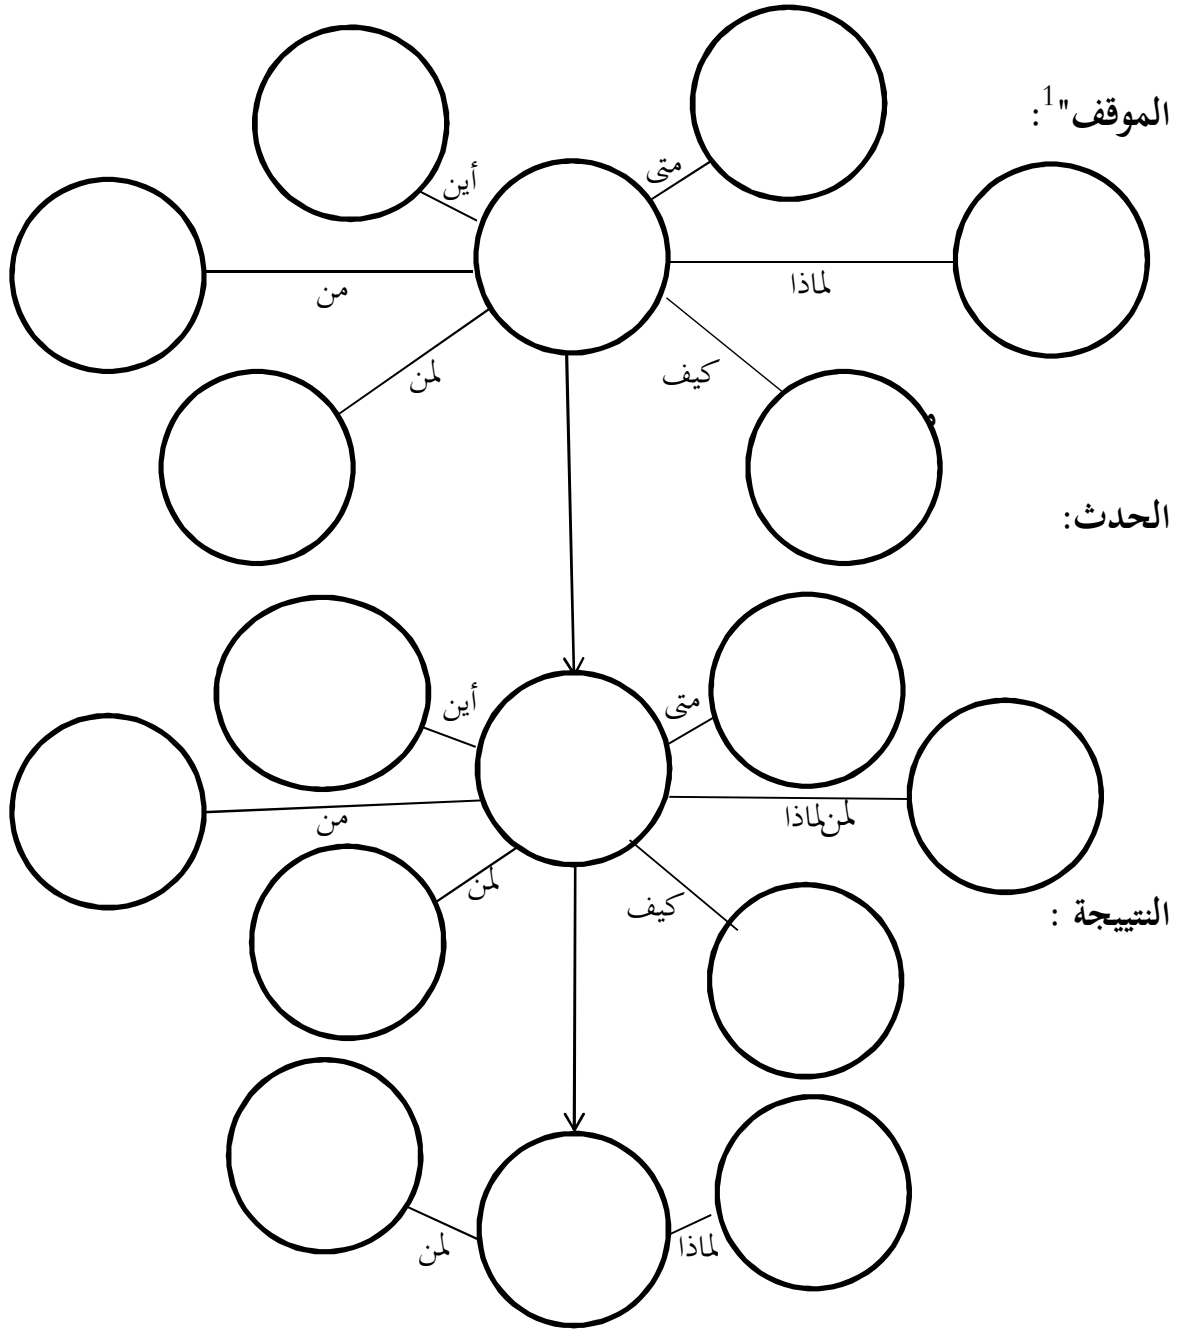 الموقف"1:
متى
أين
لماذا
من
كيف
لمن
الحدث:
متى
أين
لمن لماذا
من
لمن
كيف
النتييجة :
لماذا
لمن